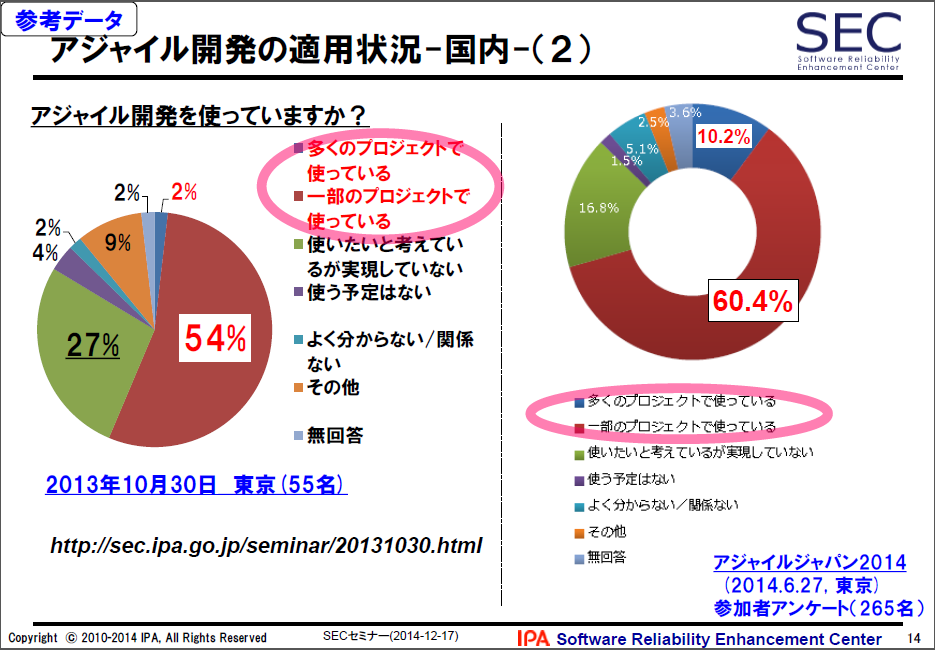 参考データ
アジャイル開発の適用状況-国内-(２)
SEC
Software Reliability
Enhancement Center
アジャイル開発を使っていますか？
2%
2%
2%
4%
9%
27%
54%
多くのプロジェクトで
使っている
一部のプロジェクトで
使っている
使いたいと考えてい
るが実現していない
使う予定はない
よく分からない/関係
ない
その他
無回答
2013年10月30日　東京(55名)
http://sec.ipa.go.jp/seminar/20131030.html
3.6%
2.5%
10.2%
5.1%
1.5%
16.8%
60.4%
多くのプロジェクトで使っている
一部のプロジェクトで使っている
使いたいと考えているが実現していない
使う予定はない
よく分からない／関係ない
その他
無回答
アジャイルジャパン2014
(2014.6.27, 東京)
参加者アンケート(265名)
Copyright © 2010-2014 IPA, All Rights Reserved
SECセミナー(2014-12-17)
IPA Software Reliability Enhancement Center
14